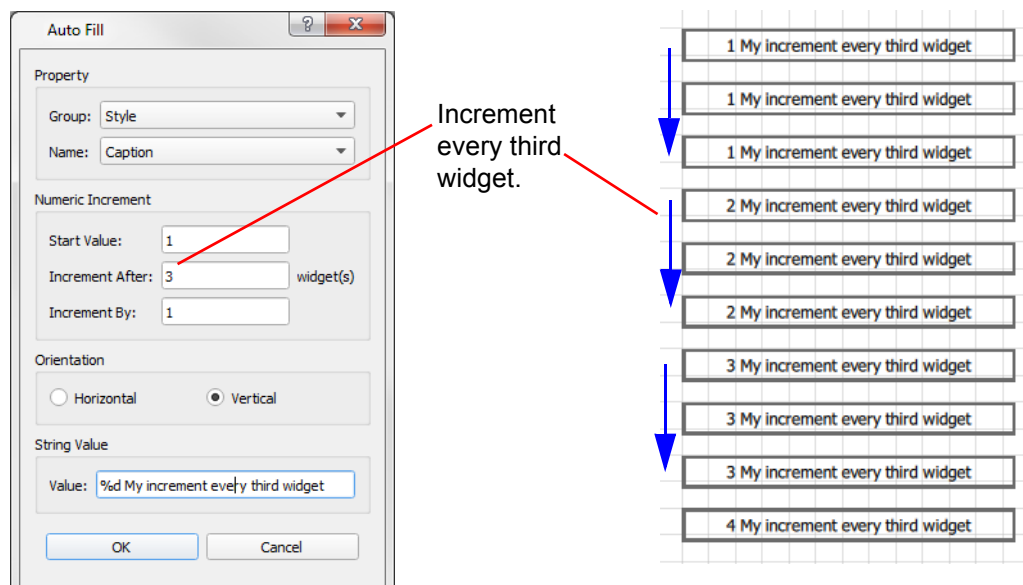 Auto Fill
?
X
Property
Group: Style
Name: Caption
Numeric Increment
Start Value: 1
Increment After: 3 widget(s)
Increment By: 1
Orientation
Horizontal Vertical
String Value
Value: %d My increment every third widget
OK Cancel
Increment
every third
widget.
1 My increment every third widget
1 My increment every third widget
1 My increment every third widget
2 My increment every third widget
2 My increment every third widget
2 My increment every third widget
3 My increment every third widget
3 My increment every third widget
3 My increment every third widget
4 My increment every third widget